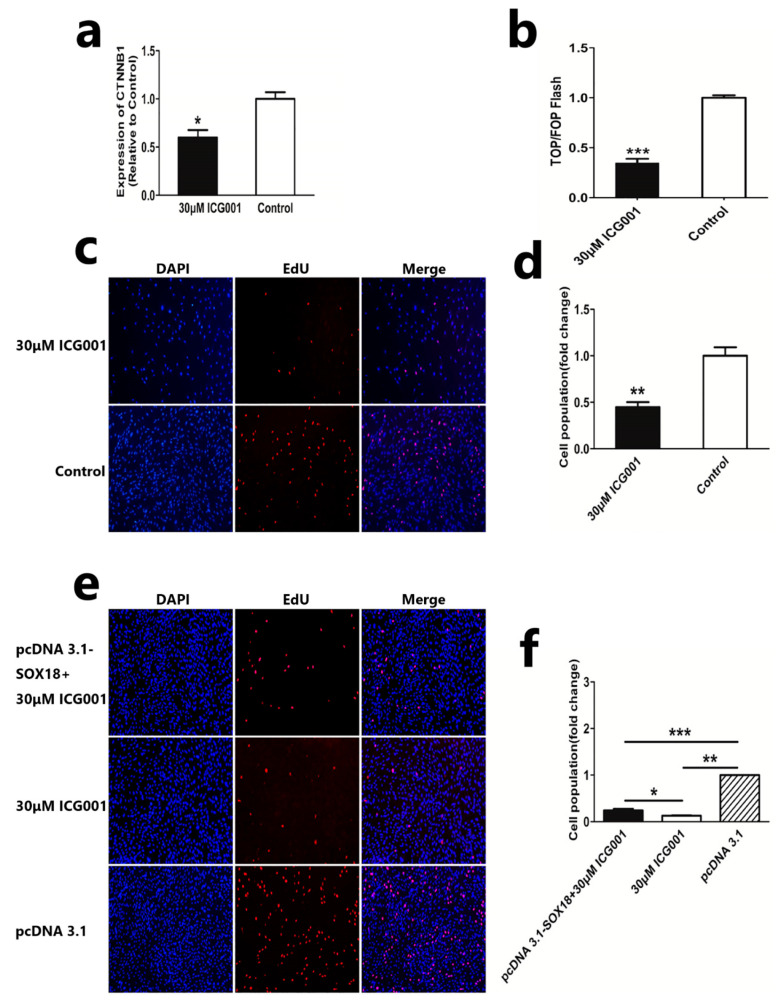 a
Expression of CTNNB1
(Relative to Control)
1.5
1.0
0.5
0.0
*
30μM ICG001
Control
b
TOP/FOP Flash
1.5
1.0
0.5
0.0
***
30μM ICG001
Control
c
DAPI
EdU
Merge
30μM ICG001
Control
d
Cell population(fold change)
1.5
1.0
0.5
0.0
**
30μM ICG001
Control
e
DAPI
EdU
Merge
pcDNA 3.1-
SOX18+
30μM ICG001
30μM ICG001
pcDNA 3.1
f
Cell population(fold change)
3
2
1
0
***
**
*
pcDNA 3.1-SOX18+30μM ICG001
30μM ICG001
pcDNA 3.1